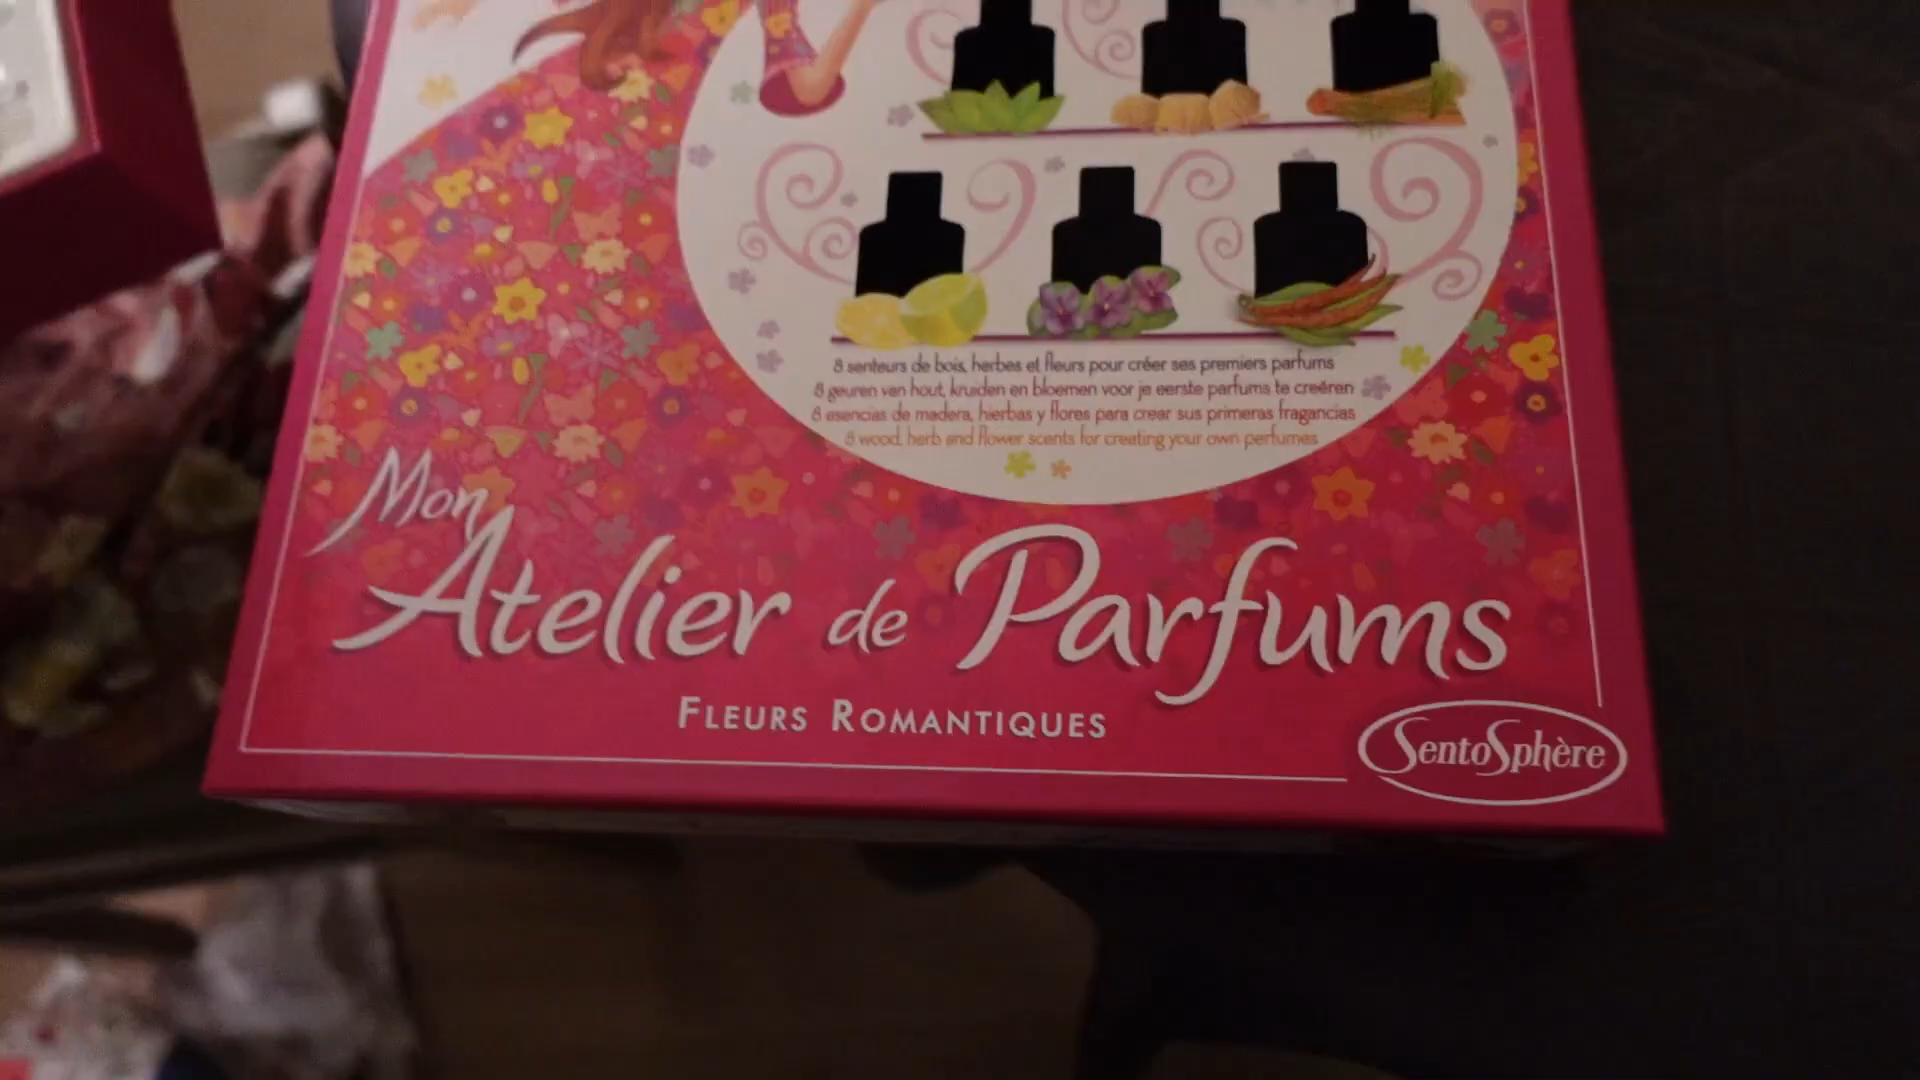 8 senteurs de bois, herbes et fleurs pour créer ses premiers parfums
8 geuren van hout, kruiden en bloemen voor je eerste parfums te creëren
8 esencias de madera, hierbas y flores para crear sus primeras fragancias
8 wood, herb and flower scents for creating your own perfumes
Mon
Atelier de Parfums
FLEURS ROMANTIQUES
SentoSphère